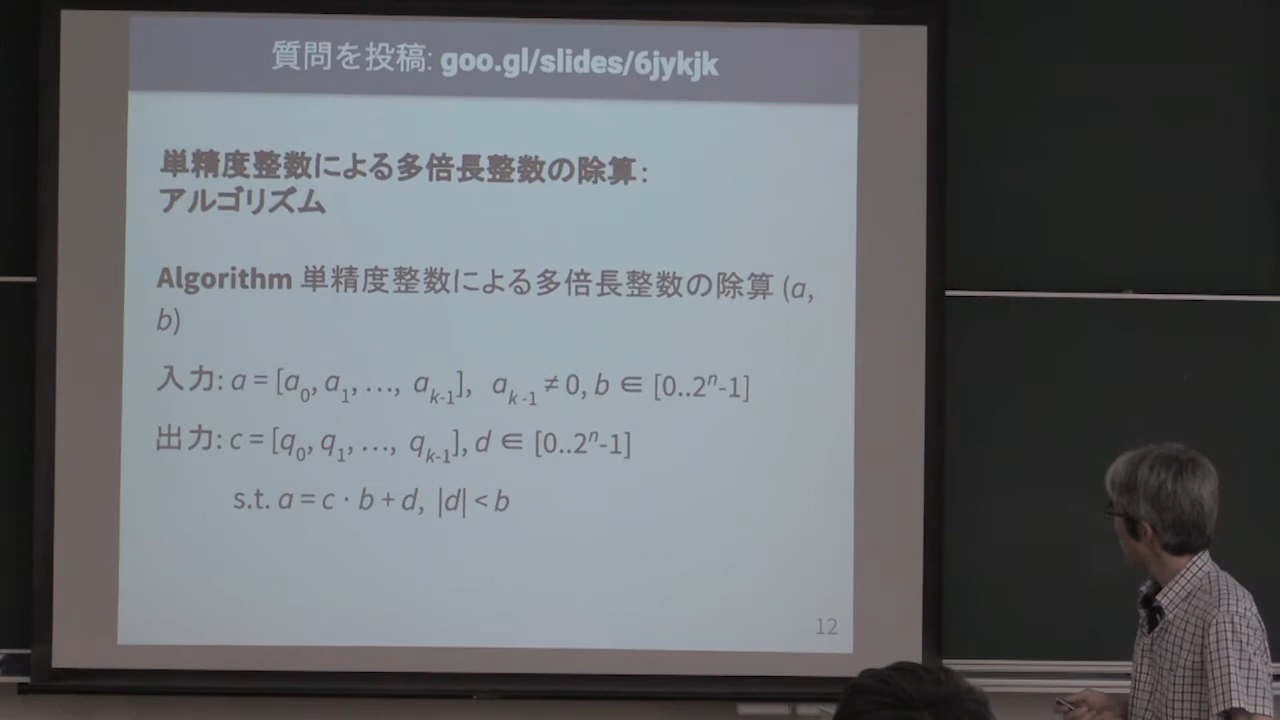 質問を投稿: goo.gl/slides/6jykjk
単精度整数による多倍長整数の除算:
アルゴリズム
Algorithm 単精度整数による多倍長整数の除算 (a,
b)
入力: a = [a₀, a₁, …, aₖ₋₁], aₖ₋₁ ≠ 0, b ∈ [0..2ⁿ-1]
出力: c = [q₀, q₁, …, qₖ₋₁], d ∈ [0..2ⁿ-1]
s.t. a = c · b + d, |d| < b
12